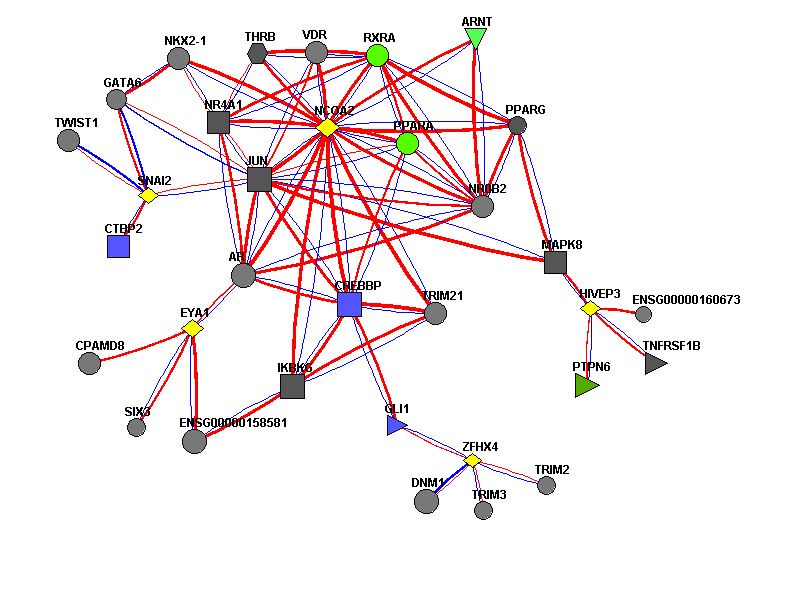 ARNT
NKX2-1
THRB
VDR
RXRA
GATA6
NR4A1
NCOA2
PPARG
TWIST1
PPARA
JUN
SNAI2
NR0B2
CTBP2
MAPK8
AR
CREBBP
TRIM21
HIVEP3
ENSG00000160673
EYA1
CPAMD8
TNFRSF1B
IKBKG
PTPN6
SIX3
ENSG00000158581
GLI1
ZFHX4
DNM1
TRIM2
TRIM3